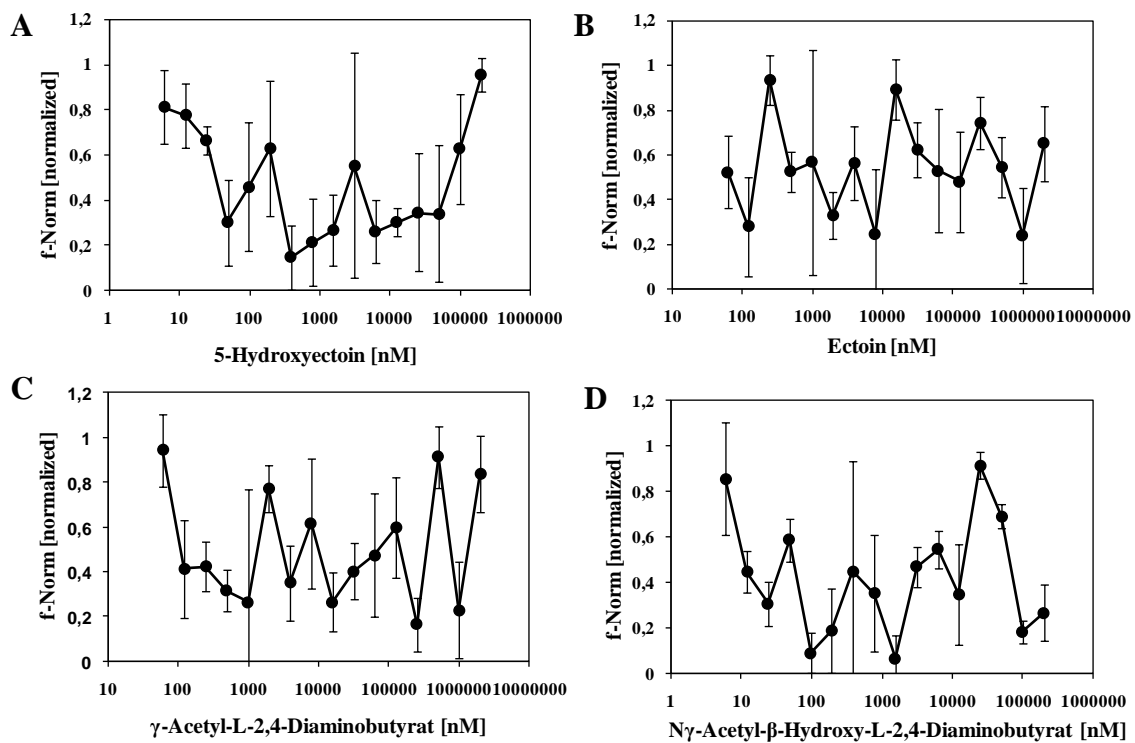 A
1,2
1
0,8
0,6
0,4
0,2
0
f-Norm [normalized]
1 10 100 1000 10000 100000 1000000
5-Hydroxyectoin [nM]
B
1,2
1
0,8
0,6
0,4
0,2
0
f-Norm [normalized]
10 100 1000 10000 100000 1000000 10000000
Ectoin [nM]
C
1,2
1
0,8
0,6
0,4
0,2
0
f-Norm [normalized]
10 100 1000 10000 100000 1000000 10000000
γ-Acetyl-L-2,4-Diaminobutyrat [nM]
D
1,2
1
0,8
0,6
0,4
0,2
0
f-Norm [normalized]
1 10 100 1000 10000 100000 1000000
Nγ-Acetyl-β-Hydroxy-L-2,4-Diaminobutyrat [nM]